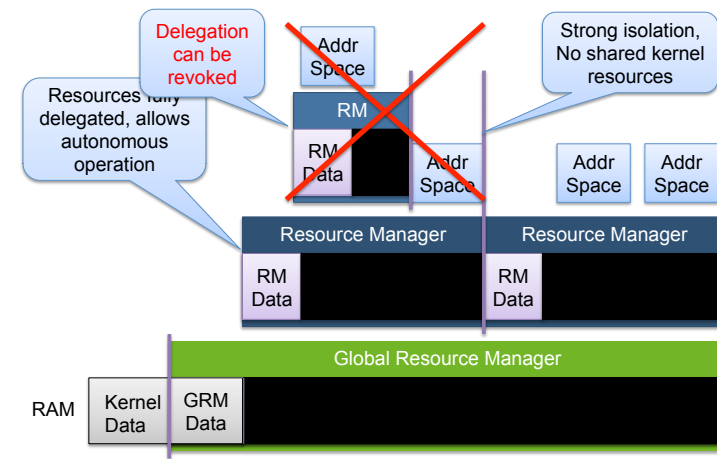 Delegation
can be
revoked
Addr
Space
Strong isolation,
No shared kernel
resources
Resources fully
delegated, allows
autonomous
operation
RM
RM
Data
Addr
Space
Addr
Space
Addr
Space
Resource Manager
Resource Manager
RM
Data
RM
Data
Global Resource Manager
RAM
Kernel
Data
GRM
Data